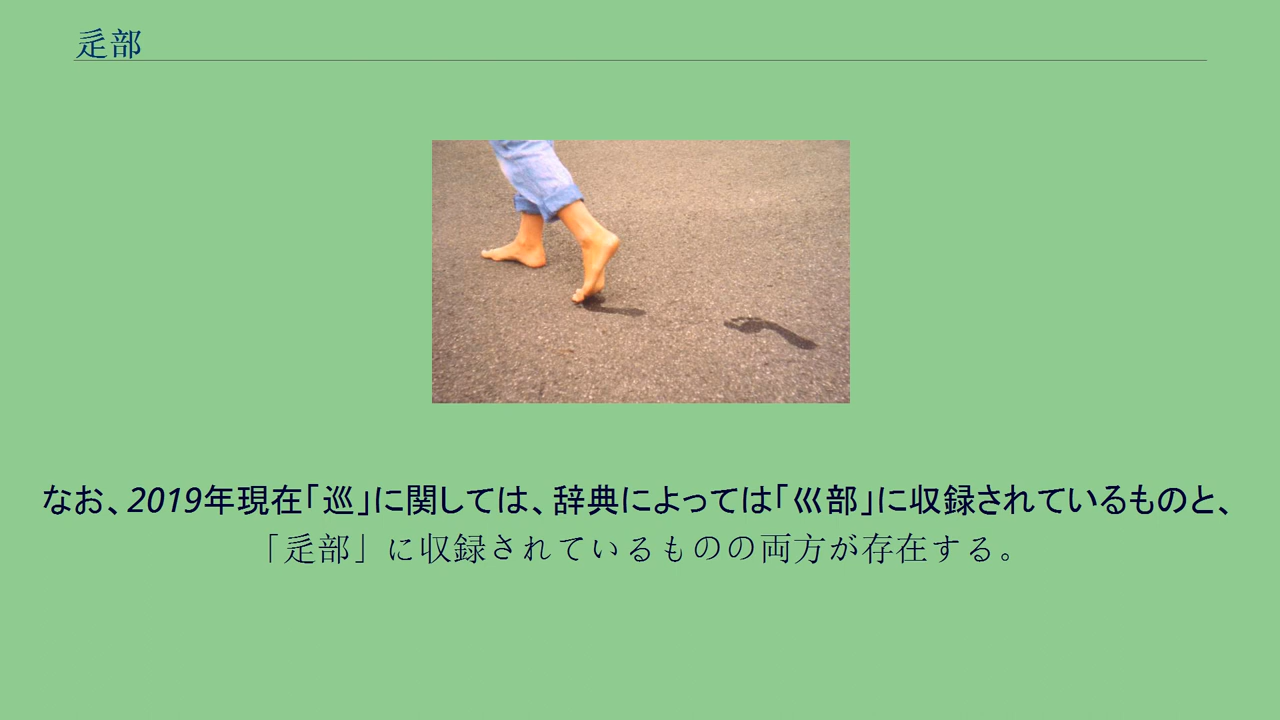 辵部
なお、2019年現在「巡」に関しては、辞典によっては「巛部」に収録されているものと、
「辵部」に収録されているものの両方が存在する。